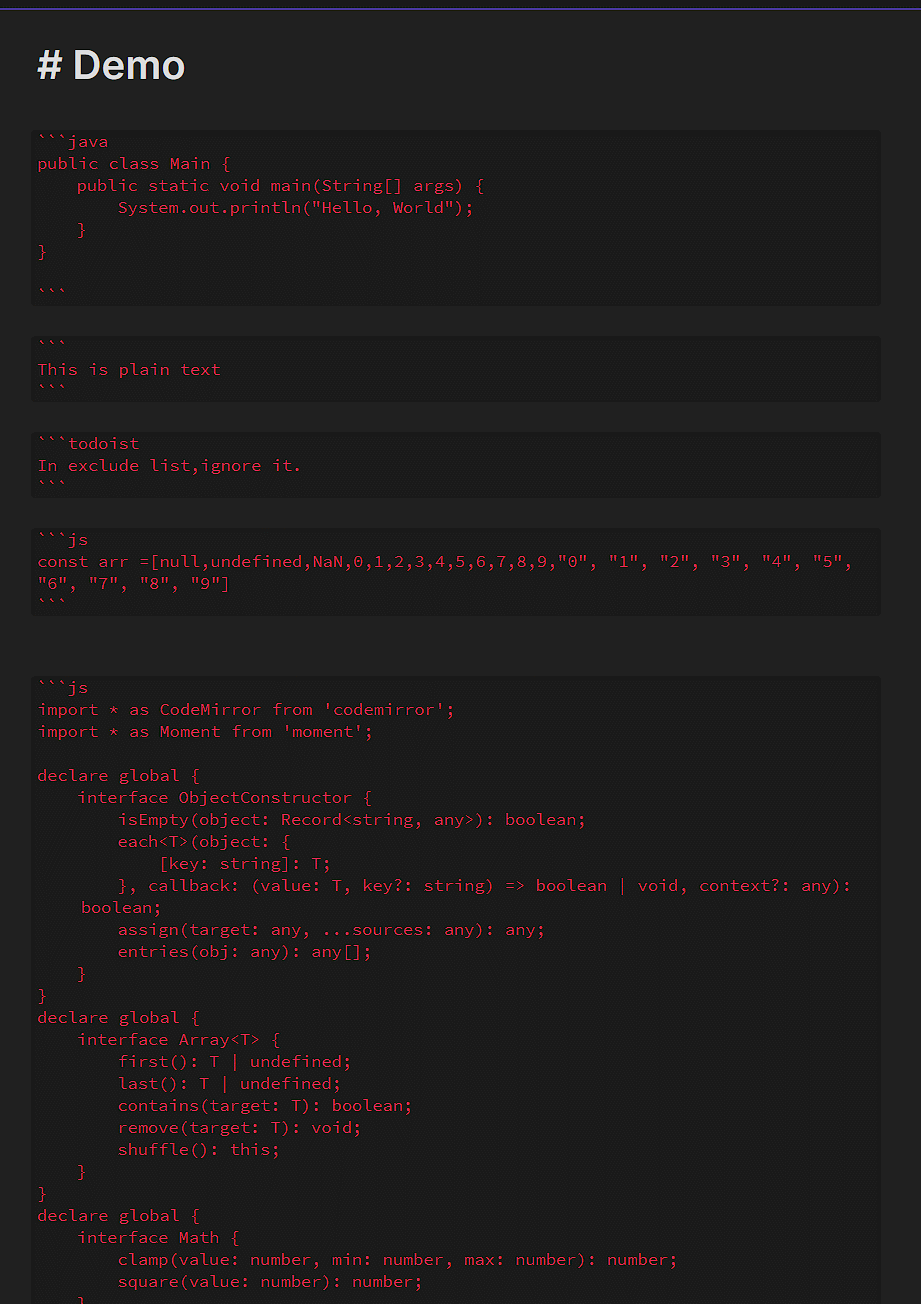 # Demo
```java
public class Main {
    public static void main(String[] args) {
        System.out.println("Hello, World");
    }
}
```
```
This is plain text
```
```todoist
In exclude list,ignore it.
```
```js
const arr =[null,undefined,NaN,0,1,2,3,4,5,6,7,8,9,"0", "1", "2", "3", "4", "5",
"6", "7", "8", "9"]
```
```js
import * as CodeMirror from 'codemirror';
import * as Moment from 'moment';
declare global {
    interface ObjectConstructor {
        isEmpty(object: Record<string, any>): boolean;
        each<T>(object: {
            [key: string]: T;
        }, callback: (value: T, key?: string) => boolean | void, context?: any):
    boolean;
        assign(target: any, ...sources: any): any;
        entries(obj: any): any[];
    }
}
declare global {
    interface Array<T> {
        first(): T | undefined;
        last(): T | undefined;
        contains(target: T): boolean;
        remove(target: T): void;
        shuffle(): this;
    }
}
declare global {
    interface Math {
        clamp(value: number, min: number, max: number): number;
        square(value: number): number;
    }